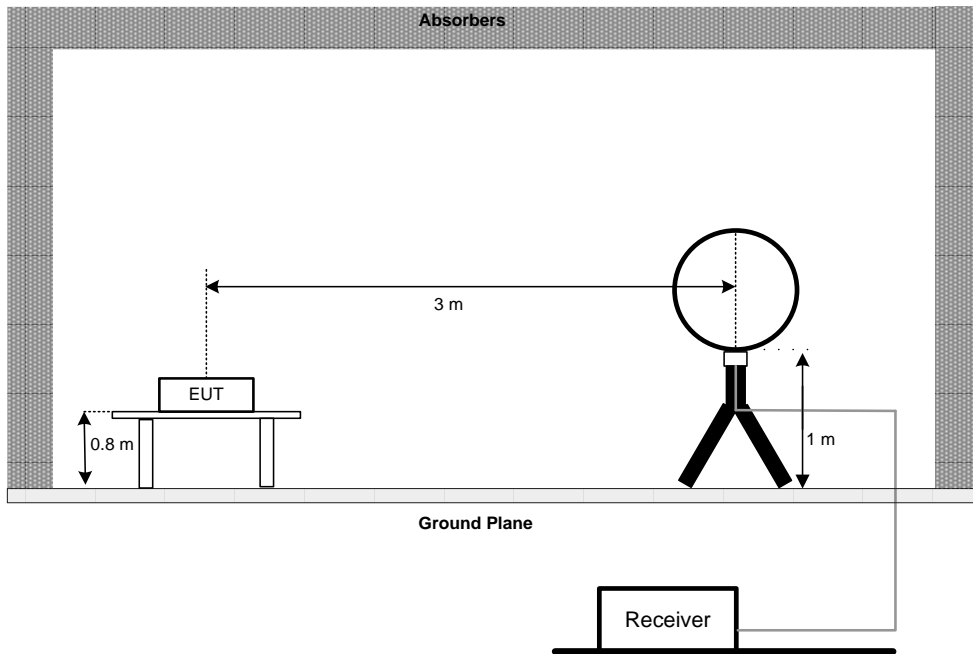 Absorbers
3 m
EUT
0.8 m
1 m
Ground Plane
Receiver